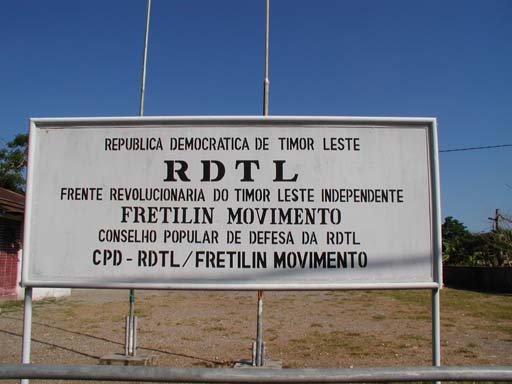 REPUBLICA DEMOCRATICA DE TIMOR LESTE
RDTL
FRENTE REVOLUCIONARIA DO TIMOR LESTE INDEPENDENTE
FRETILIN MOVIMENTO
CONSELHO POPULAR DE DEFESA DA RDTL
CPD - RDTL/FRETILIN MOVIMENTO